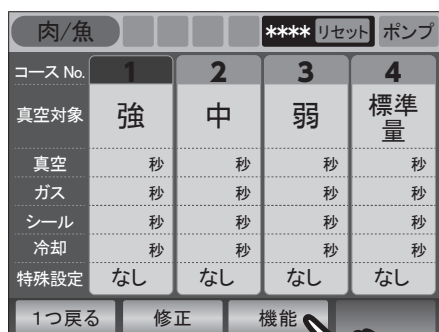 肉/魚 **** リセット ポンプ
コース No. 1 2 3 4
真空対象 強 中 弱 標準量
真空 秒 秒 秒 秒
ガス 秒 秒 秒 秒
シール 秒 秒 秒 秒
冷却 秒 秒 秒 秒
特殊設定 なし なし なし なし
1つ戻る 修正 機能